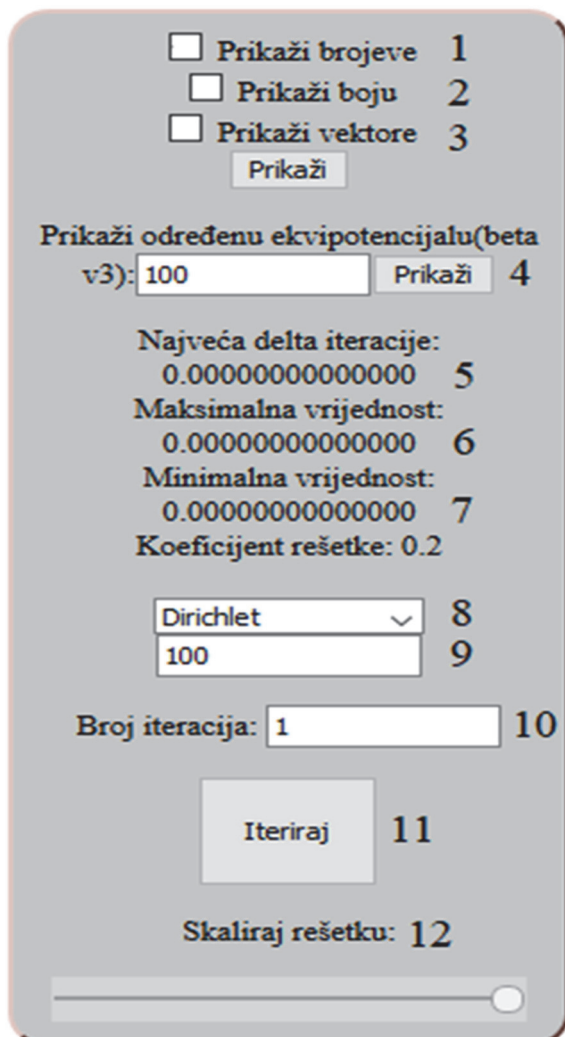 Prikaži brojeve 1
Prikaži boju 2
Prikaži vektore 3
Prikaži
Prikaži određenu ekvipotencijalu(beta
v3): 100 Prikaži 4
Najveća delta iteracije:
0.00000000000000 5
Maksimalna vrijednost:
0.00000000000000 6
Minimalna vrijednost:
0.00000000000000 7
Koeficijent rešetke: 0.2
Dirichlet 8
100 9
Broj iteracija: 1 10
Iteriraj 11
Skaliraj rešetku: 12